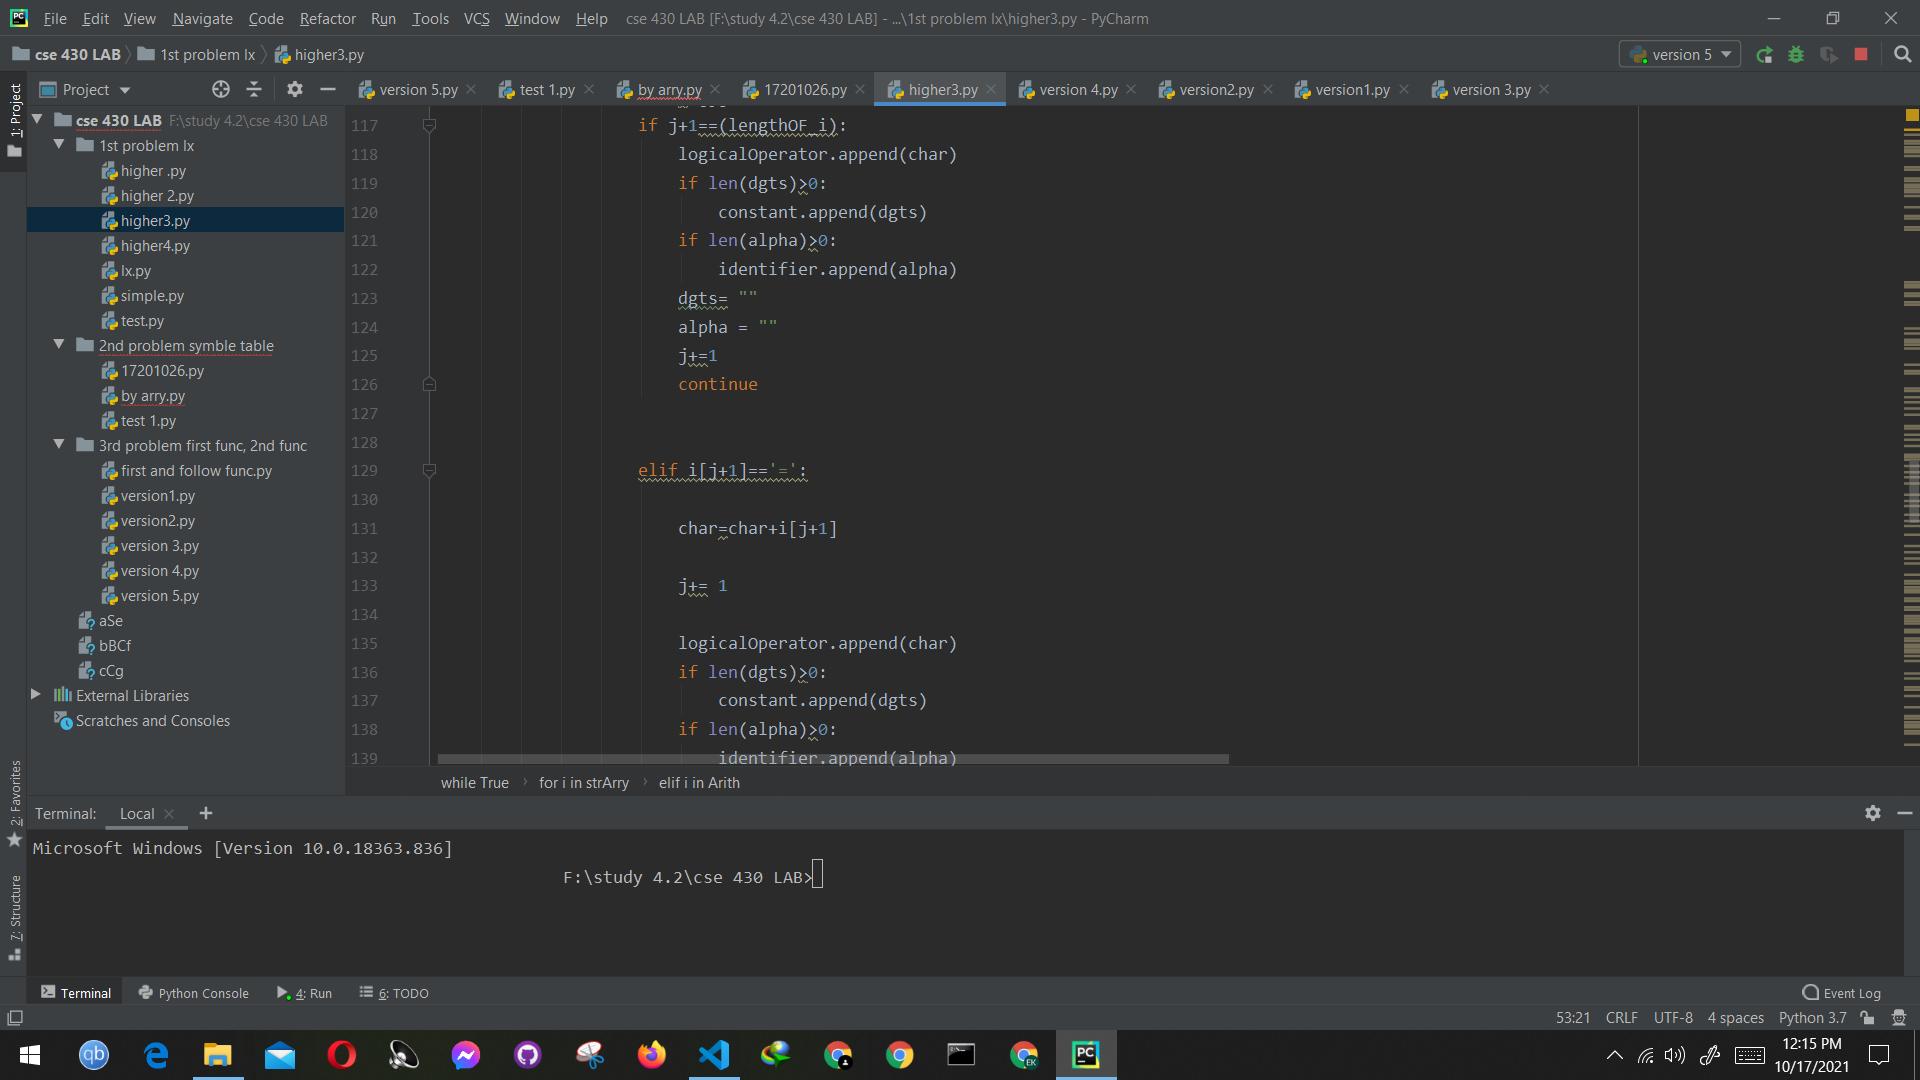 File Edit View Navigate Code Refactor Run Tools VCS Window Help cse 430 LAB [F:\study 4.2\cse 430 LAB] - ...\1st problem lx\higher3.py - PyCharm
cse 430 LAB 1st problem lx higher3.py version 5
Project version 5.py test 1.py by arry.py 17201026.py higher3.py version 4.py version2.py version1.py version 3.py
1: Project
cse 430 LAB F:\study 4.2\cse 430 LAB
1st problem lx
higher .py
higher 2.py
higher3.py
higher4.py
lx.py
simple.py
test.py
2nd problem symble table
17201026.py
by arry.py
test 1.py
3rd problem first func, 2nd func
first and follow func.py
version1.py
version2.py
version 3.py
version 4.py
version 5.py
aSe
bBCf
cCg
External Libraries
Scratches and Consoles
117 if j+1==(lengthOF_i):
118 logicalOperator.append(char)
119 if len(dgts)>0:
120 constant.append(dgts)
121 if len(alpha)>0:
122 identifier.append(alpha)
123 dgts= ""
124 alpha = ""
125 j+=1
126 continue
127
128
129 elif i[j+1]=='=':
130
131 char=char+i[j+1]
132
133 j+= 1
134
135 logicalOperator.append(char)
136 if len(dgts)>0:
137 constant.append(dgts)
138 if len(alpha)>0:
139 identifier.append(alpha)
while True for i in strArry elif i in Arith
2: Favorites
7: Structure
Terminal: Local +
Microsoft Windows [Version 10.0.18363.836]
F:\study 4.2\cse 430 LAB>
Terminal Python Console 4: Run 6: TODO Event Log
53:21 CRLF UTF-8 4 spaces Python 3.7
12:15 PM
10/17/2021